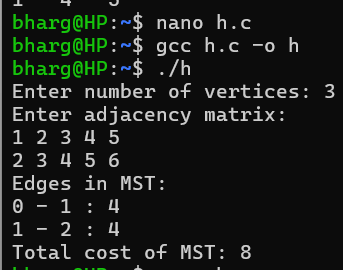 bharg@HP:~$ nano h.c
bharg@HP:~$ gcc h.c -o h
bharg@HP:~$ ./h
Enter number of vertices: 3
Enter adjacency matrix:
1 2 3 4 5
2 3 4 5 6
Edges in MST:
0 - 1 : 4
1 - 2 : 4
Total cost of MST: 8